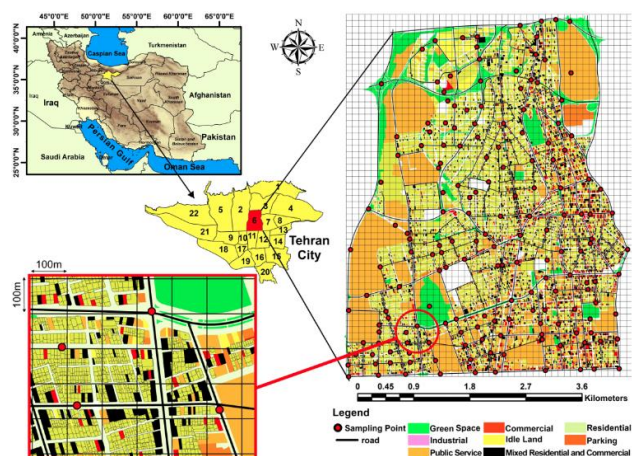 45°0'0"E 50°0'0"E 55°0'0"E 60°0'0"E
40°0'0"N
35°0'0"N
30°0'0"N
25°0'0"N
Armenia
Azerbaijan
Caspian Sea
Turkmenistan
Iraq
Iraq
Afghanistan
Pakistan
Kuwait
Persian Gulf
Saudi Arabia
Oman Sea
N
W E
S
1
2
3
4
5
6
7
8
9
10
11
12
13
14
15
16
17
18
19
20
21
22
Tehran
City
100m
100m
0 0.45 0.9 1.8 2.7 3.6
Kilometers
Legend
Sampling Point
road
Green Space
Industrial
Public Service
Commercial
Idle Land
Mixed Residential and Commercial
Residential
Parking